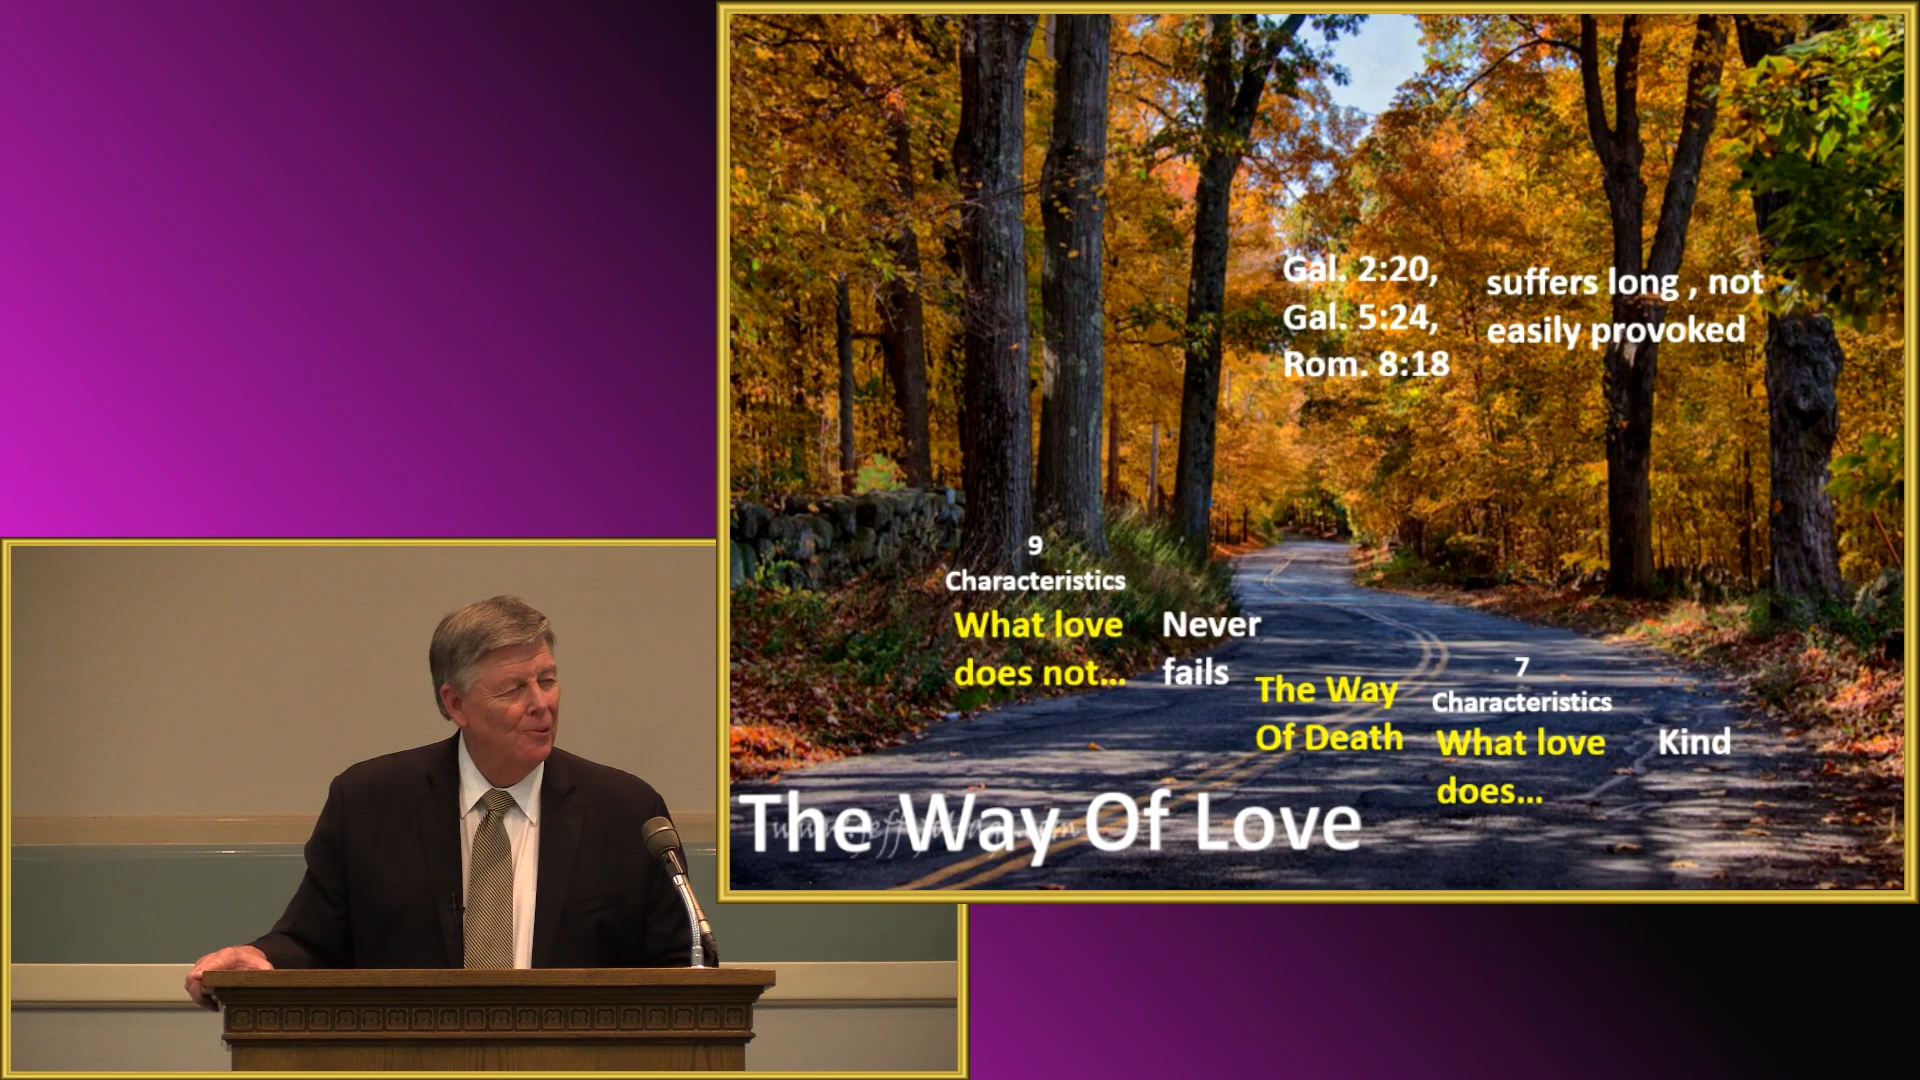 Gal. 2:20,
Gal. 5:24,
Rom. 8:18
suffers long , not
easily provoked
9
Characteristics
What love
does not...
Never
fails
The Way
Of Death
7
Characteristics
What love
does...
Kind
The Way Of Love